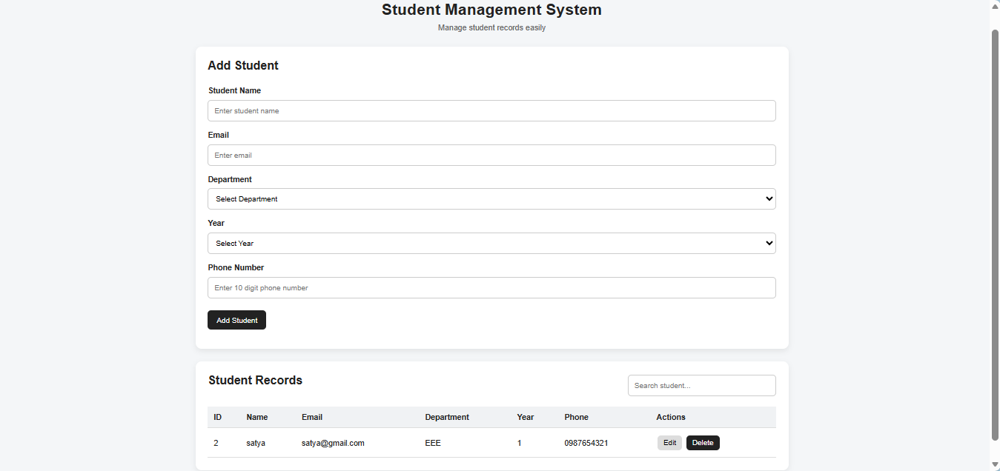 Student Management System
Manage student records easily
Add Student
Student Name
Enter student name
Email
Enter email
Department
Select Department
Year
Select Year
Phone Number
Enter 10 digit phone number
Add Student
Student Records
Search student...
ID Name Email Department Year Phone Actions
2 satya satya@gmail.com EEE 1 0987654321 Edit Delete